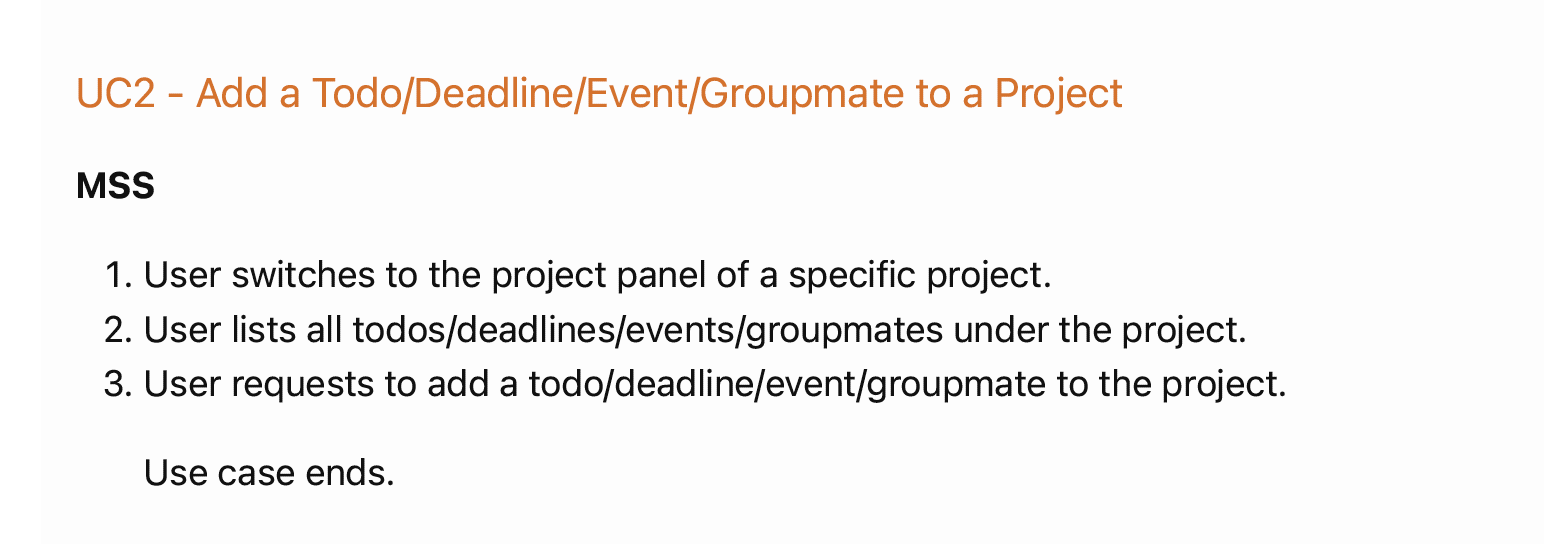 UC2 - Add a Todo/Deadline/Event/Groupmate to a Project
MSS
1. User switches to the project panel of a specific project.
2. User lists all todos/deadlines/events/groupmates under the project.
3. User requests to add a todo/deadline/event/groupmate to the project.
Use case ends.